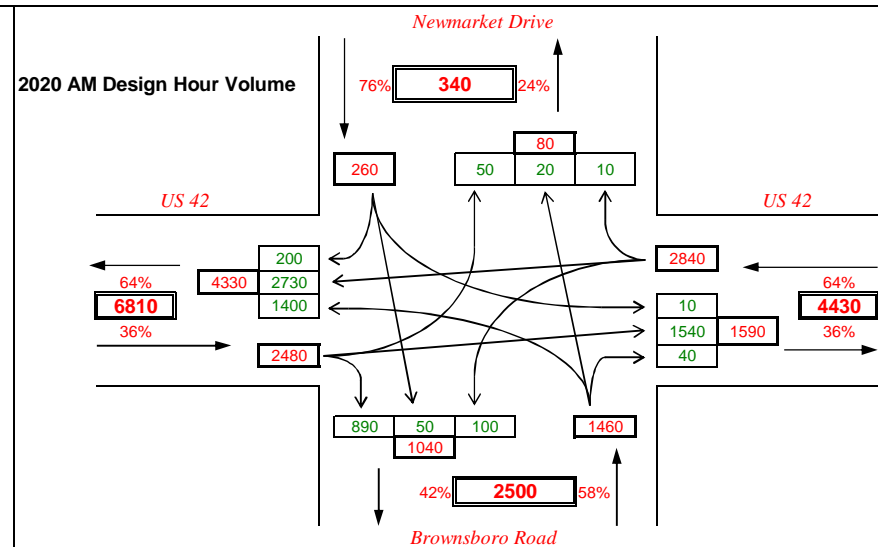 Newmarket Drive
2020 AM Design Hour Volume
76% 340 24%
80
260 50 20 10
US 42 US 42
200 2840
64% 4330 2730 64%
6810 1400 10 4430
36% 1540 1590 36%
2480 40
890 50 100 1460
1040
42% 2500 58%
Brownsboro Road